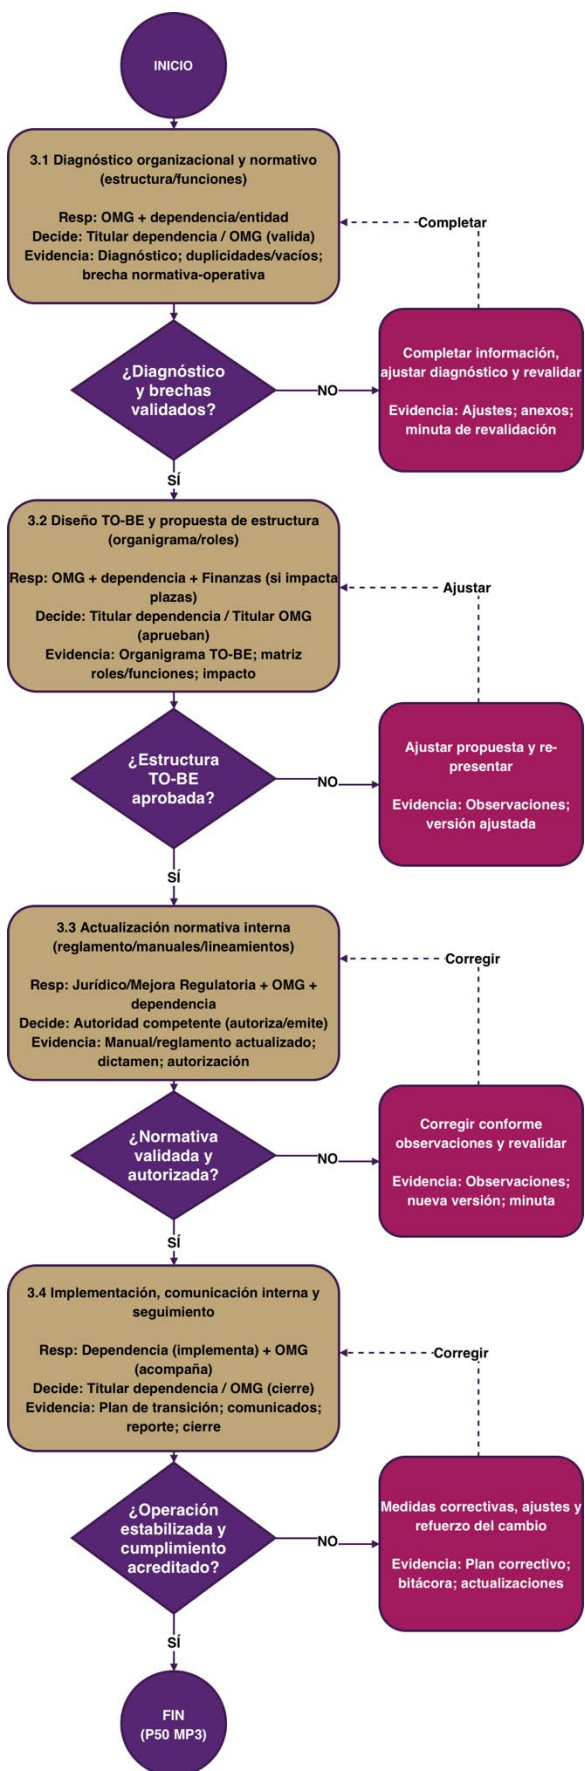 INICIO
3.1 Diagnóstico organizacional y normativo
(estructura/funciones)
Resp: OMG + dependencia/entidad
Decide: Titular dependencia / OMG (valida)
Evidencia: Diagnóstico; duplicidades/vacíos;
brecha normativa-operativa
Completar
¿Diagnóstico
y brechas
validados?
NO
Completar información,
ajustar diagnóstico y revalidar
Evidencia: Ajustes; anexos;
minuta de revalidación
SÍ
3.2 Diseño TO-BE y propuesta de estructura
(organigrama/roles)
Resp: OMG + dependencia + Finanzas (si impacta
plazas)
Decide: Titular dependencia / Titular OMG
(aprueban)
Evidencia: Organigrama TO-BE; matriz
roles/funciones; impacto
Ajustar
¿Estructura
TO-BE
aprobada?
NO
Ajustar propuesta y re-
presentar
Evidencia: Observaciones;
versión ajustada
SÍ
3.3 Actualización normativa interna
(reglamento/manuales/lineamientos)
Resp: Jurídico/Mejora Regulatoria + OMG +
dependencia
Decide: Autoridad competente (autoriza/emite)
Evidencia: Manual/reglamento actualizado;
dictamen; autorización
Corregir
¿Normativa
validada y
autorizada?
NO
Corregir conforme
observaciones y revalidar
Evidencia: Observaciones;
nueva versión; minuta
SÍ
3.4 Implementación, comunicación interna y
seguimiento
Resp: Dependencia (implementa) + OMG
(acompaña)
Decide: Titular dependencia / OMG (cierre)
Evidencia: Plan de transición; comunicados;
reporte; cierre
Corregir
¿Operación
estabilizada y
cumplimiento
acreditado?
NO
Medidas correctivas, ajustes y
refuerzo del cambio
Evidencia: Plan correctivo;
bitácora; actualizaciones
SÍ
FIN
(P50 MP3)